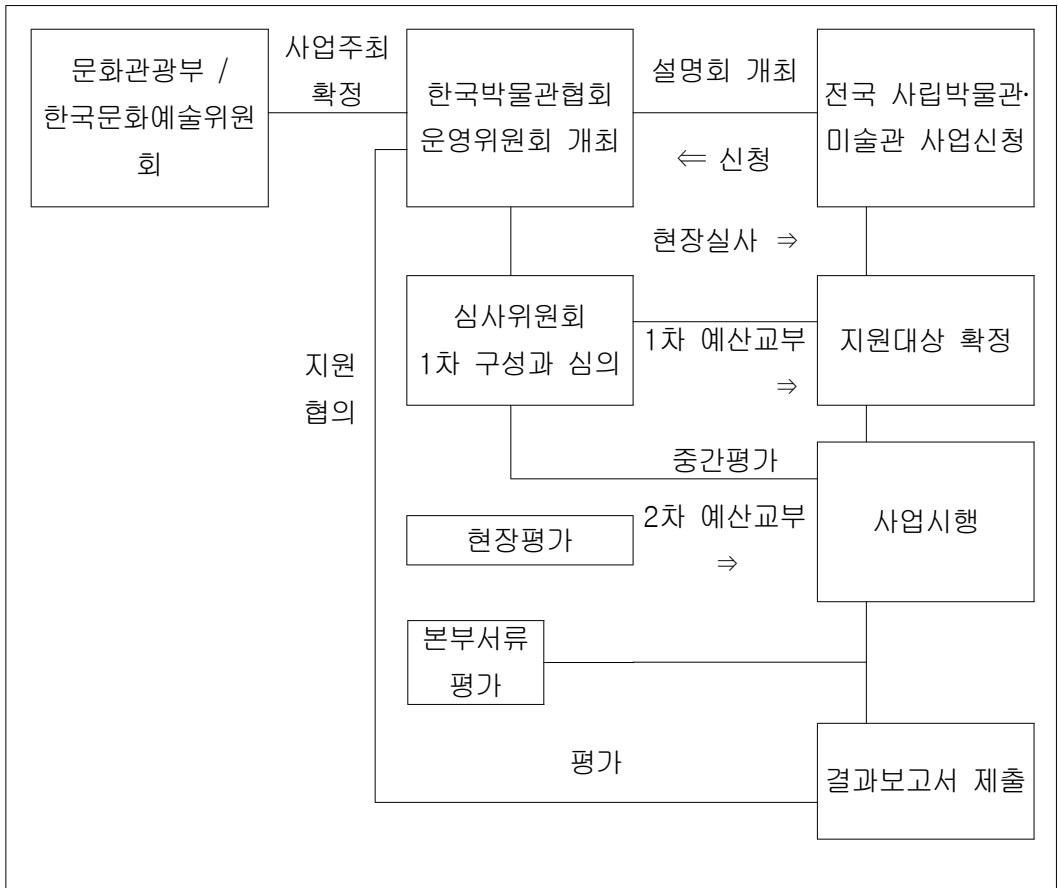 문화관광부 /
한국문화예술위원
회
사업주최
확정
한국박물관협회
운영위원회 개최
설명회 개최
⇐ 신청
전국 사립박물관·
미술관 사업신청
현장실사 ⇒
심사위원회
1차 구성과 심의
1차 예산교부
⇒
지원대상 확정
지원
협의
중간평가
현장평가
2차 예산교부
⇒
사업시행
본부서류
평가
평가
결과보고서 제출